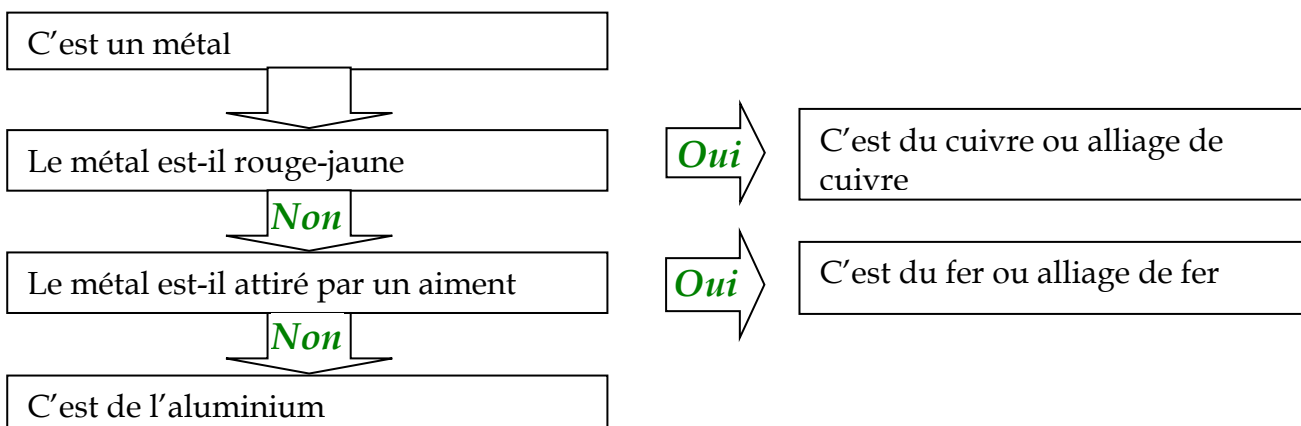 C’est un métal
Le métal est-il rouge-jaune
Oui
C’est du cuivre ou alliage de
cuivre
Non
Le métal est-il attiré par un aiment
Oui
C’est du fer ou alliage de fer
Non
C’est de l’aluminium